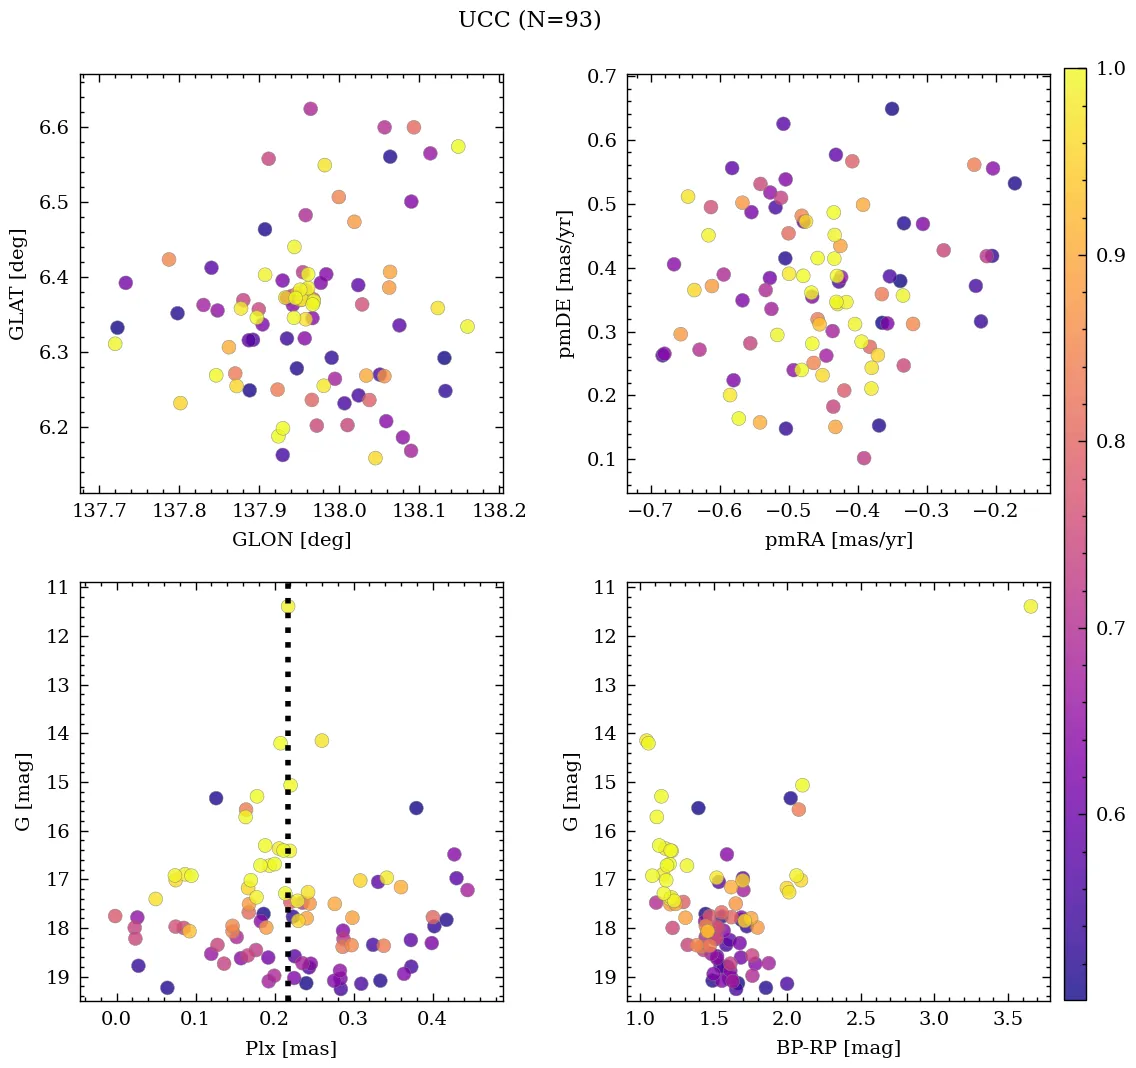 UCC (N=93)
6.6
6.5
6.4
6.3
6.2
GLAT [deg]
137.7 137.8 137.9 138.0 138.1 138.2
GLON [deg]
0.7
0.6
0.5
0.4
0.3
0.2
0.1
pmDE [mas/yr]
−0.7 −0.6 −0.5 −0.4 −0.3 −0.2
pmRA [mas/yr]
1.0
0.9
0.8
0.7
0.6
11
12
13
14
15
16
17
18
19
G [mag]
0.0 0.1 0.2 0.3 0.4
Plx [mas]
11
12
13
14
15
16
17
18
19
G [mag]
1.0 1.5 2.0 2.5 3.0 3.5
BP-RP [mag]